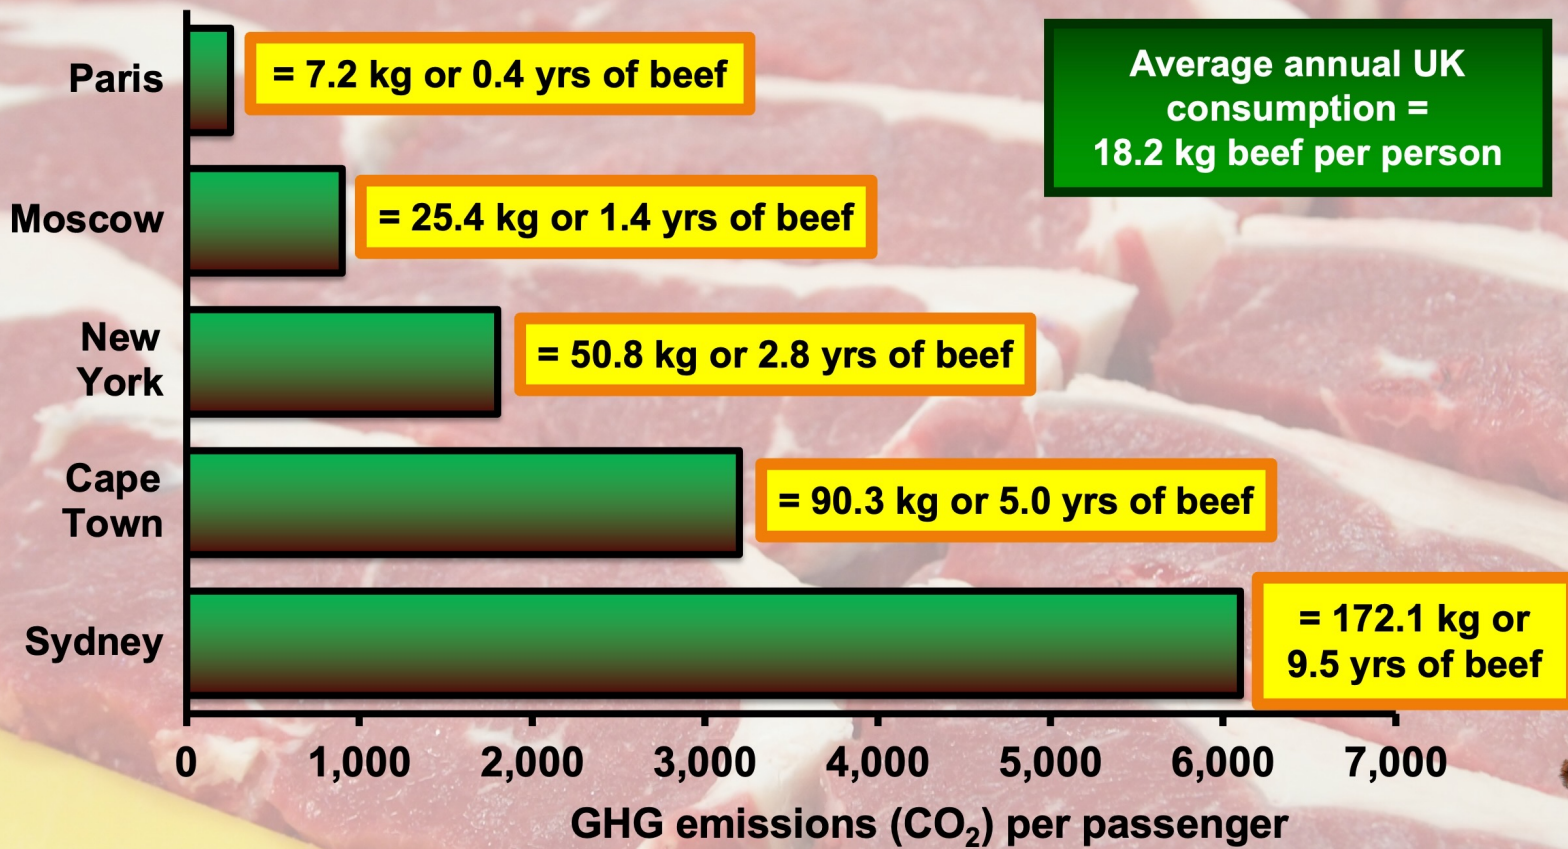 Paris
= 7.2 kg or 0.4 yrs of beef
Average annual UK
consumption =
18.2 kg beef per person
Moscow
= 25.4 kg or 1.4 yrs of beef
New
York
= 50.8 kg or 2.8 yrs of beef
Cape
Town
= 90.3 kg or 5.0 yrs of beef
Sydney
= 172.1 kg or
9.5 yrs of beef
0 1,000 2,000 3,000 4,000 5,000 6,000 7,000
GHG emissions (CO₂) per passenger